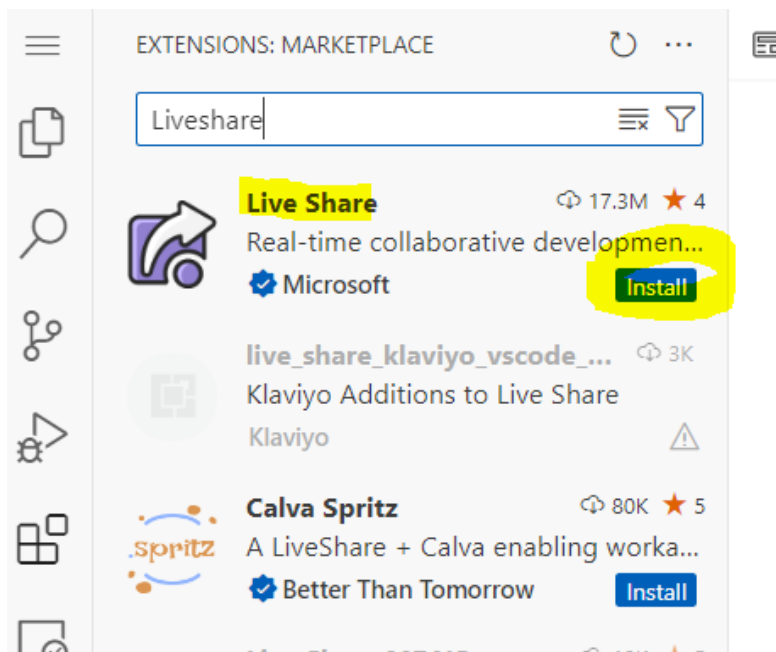 EXTENSIONS: MARKETPLACE
Liveshare
Live Share 17.3M 4
Real-time collaborative developmen...
Microsoft Install
live_share_klaviyo_vscode_... 3K
Klaviyo Additions to Live Share
Klaviyo
Calva Spritz 80K 5
spritz
A LiveShare + Calva enabling worka...
Better Than Tomorrow Install